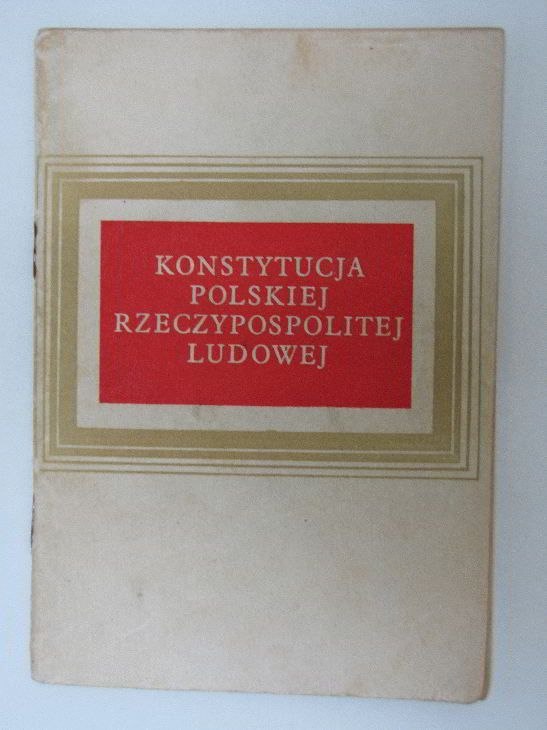 KONSTYTUCJA
POLSKIEJ
RZECZYPOSPOLITEJ
LUDOWEJ